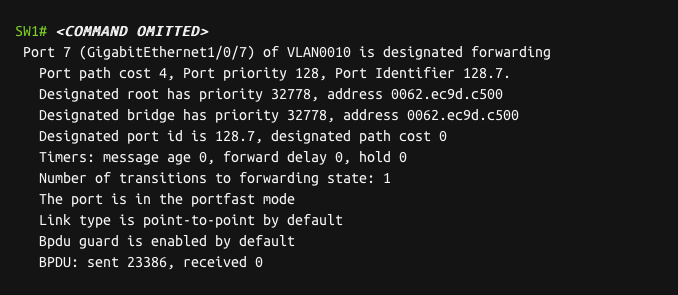 SW1# <COMMAND OMITTED>
Port 7 (GigabitEthernet1/0/7) of VLAN0010 is designated forwarding
Port path cost 4, Port priority 128, Port Identifier 128.7.
Designated root has priority 32778, address 0062.ec9d.c500
Designated bridge has priority 32778, address 0062.ec9d.c500
Designated port id is 128.7, designated path cost 0
Timers: message age 0, forward delay 0, hold 0
Number of transitions to forwarding state: 1
The port is in the portfast mode
Link type is point-to-point by default
Bpdu guard is enabled by default
BPDU: sent 23386, received 0